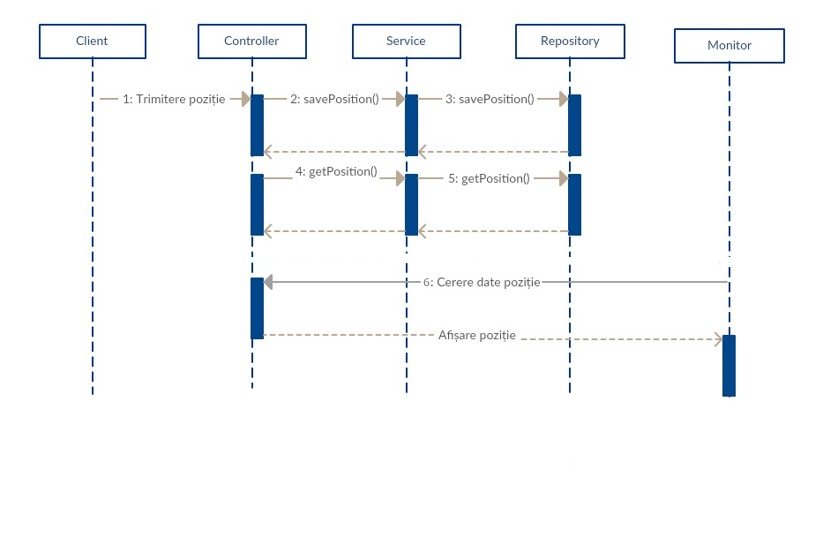 Client
Controller
Service
Repository
Monitor
1: Trimitere poziție
2: savePosition()
3: savePosition()
4: getPosition()
5: getPosition()
6: Cerere date poziție
Afișare poziție